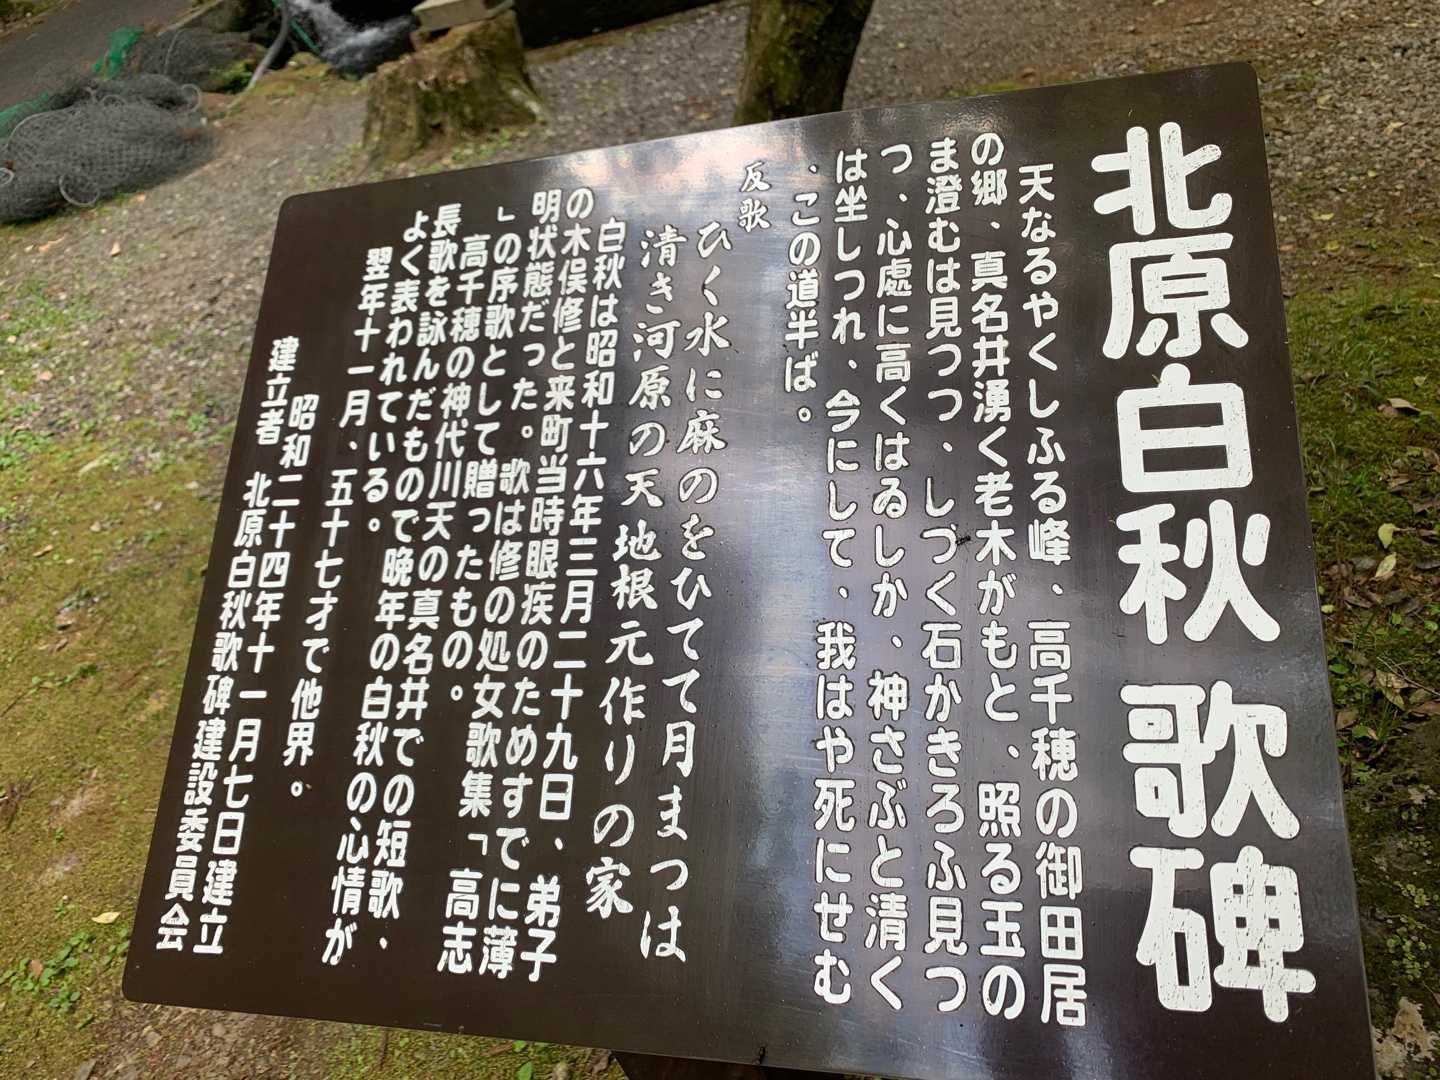 北原白秋 歌碑
天なるやくしふる峰、高千穂の御田居
の郷、真名井湧く老木がもと、照る玉の
ま澄むは見つつ、しづく石かきろふ見つ
つ、心處に高くはゐしか、神さぶと清く
は坐しつれ、今にして、我はや死にせむ
、この道半ば。
反歌
ひく水に麻のをひてて月まつは
清き河原の天地根元作りの家
白秋は昭和十六年三月二十九日、弟子
の木俣修と来町当時眼疾のためすでに薄
明状態だった。歌は修の処女歌集「高志
」の序歌として贈ったもの。
高千穂の神代川天の真名井での短歌、
長歌を詠んだもので晩年の白秋の心情が
よく表われている。
翌年十一月、五十七才で他界。
昭和二十四年十一月七日建立
建立者 北原白秋歌碑建設委員会